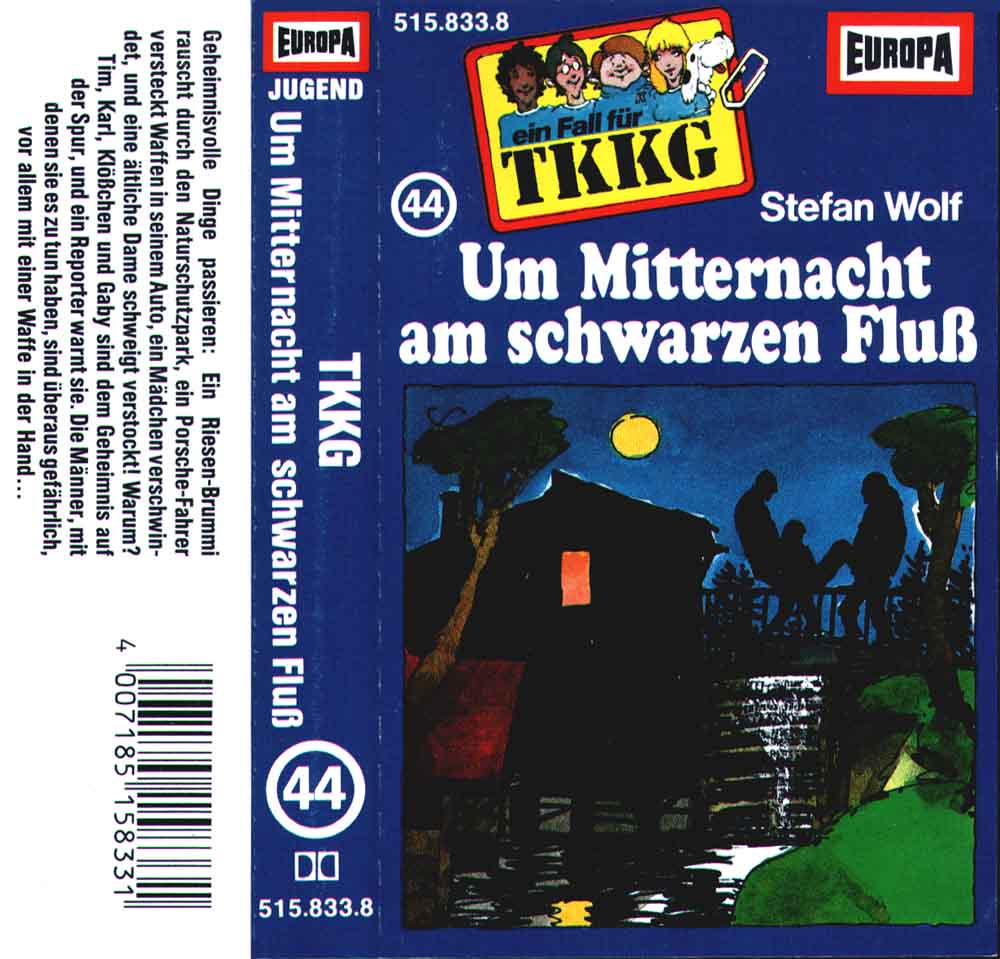 Geheimnisvolle Dinge passieren: Ein Riesen-Brummi
rauscht durch den Naturschutzpark, ein Porsche-Fahrer
versteckt Waffen in seinem Auto, ein Mädchen verschwin-
det, und eine ältliche Dame schweigt verstockt! Warum?
Tim, Karl, Klößchen und Gaby sind dem Geheimnis auf
der Spur, und ein Reporter warnt sie. Die Männer, mit
denen sie es zu tun haben, sind überaus gefährlich,
vor allem mit einer Waffe in der Hand...
4 007185 158331
EUROPA
JUGEND
TKKG
Um Mitternacht am schwarzen Fluß
44
515.833.8
515.833.8
ein Fall für
TKKG
EUROPA
44
Stefan Wolf
Um Mitternacht
am schwarzen Fluß